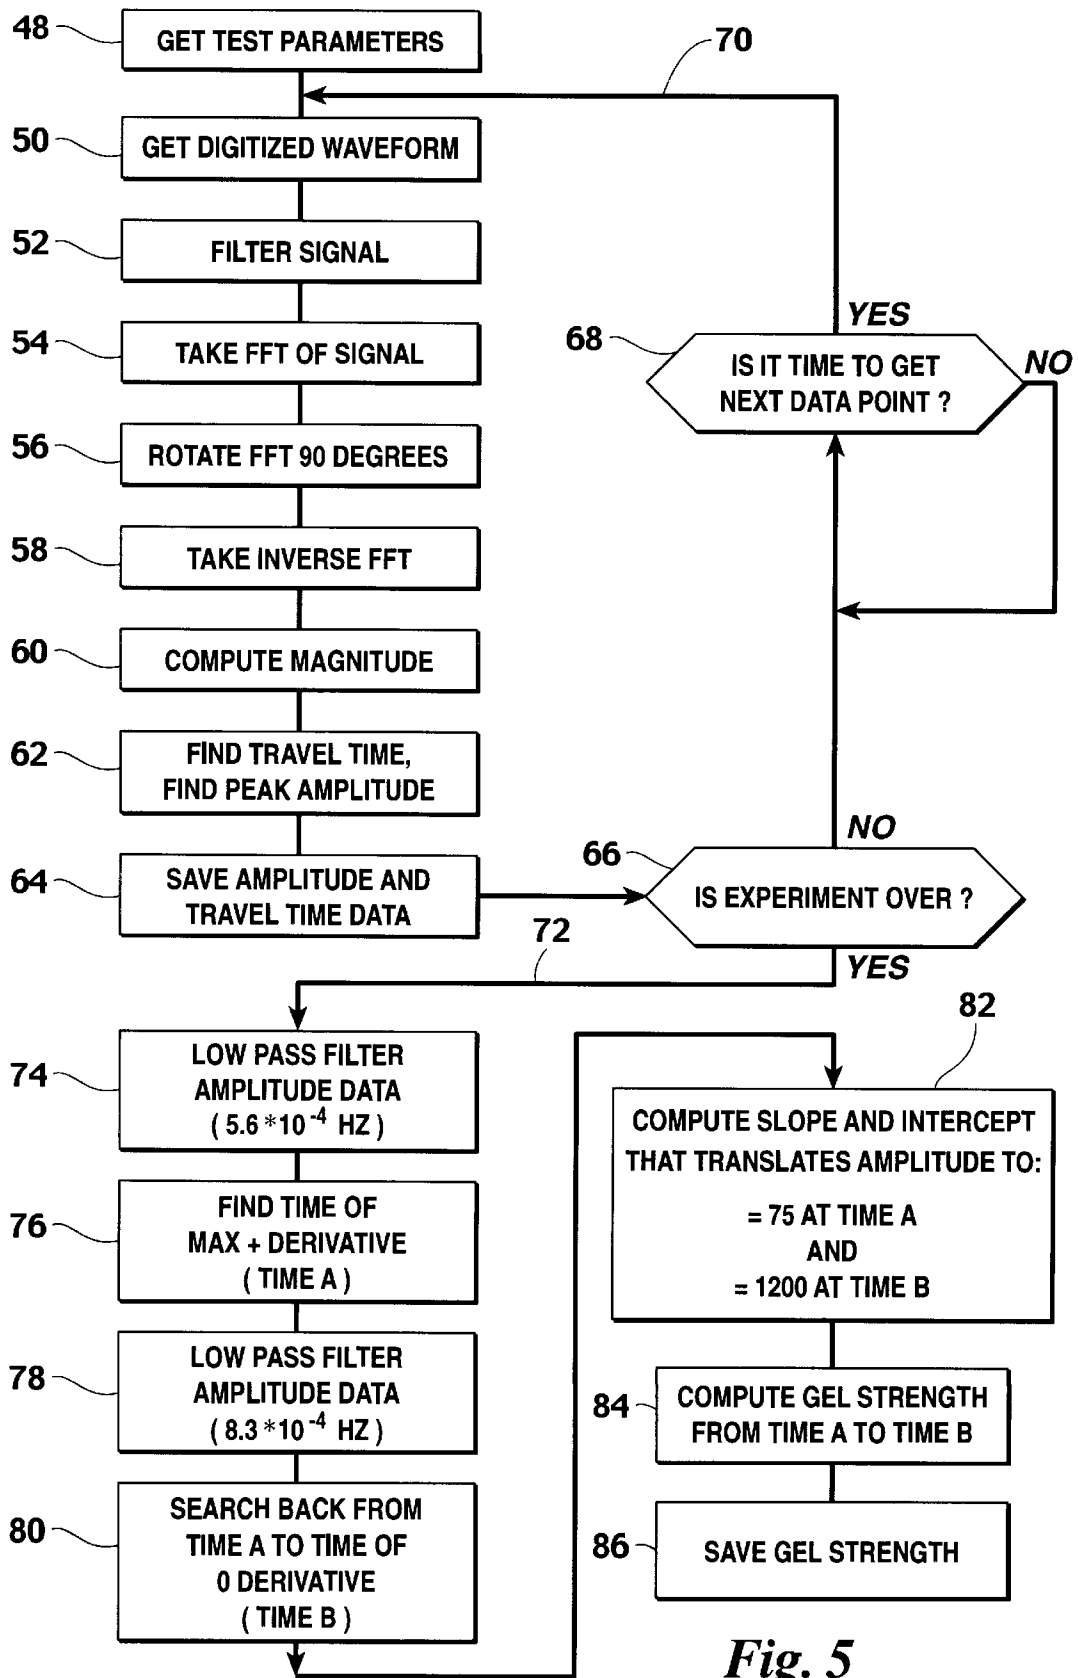 48
GET TEST PARAMETERS
70
50
GET DIGITIZED WAVEFORM
52
FILTER SIGNAL
54
TAKE FFT OF SIGNAL
56
ROTATE FFT 90 DEGREES
58
TAKE INVERSE FFT
60
COMPUTE MAGNITUDE
62
FIND TRAVEL TIME,
FIND PEAK AMPLITUDE
64
SAVE AMPLITUDE AND
TRAVEL TIME DATA
66
IS EXPERIMENT OVER ?
NO
YES
68
IS IT TIME TO GET
NEXT DATA POINT ?
YES
NO
72
74
LOW PASS FILTER
AMPLITUDE DATA
( 5.6 *10 -4 HZ )
76
FIND TIME OF
MAX + DERIVATIVE
( TIME A )
78
LOW PASS FILTER
AMPLITUDE DATA
( 8.3 *10 -4 HZ )
80
SEARCH BACK FROM
TIME A TO TIME OF
0 DERIVATIVE
( TIME B )
82
COMPUTE SLOPE AND INTERCEPT
THAT TRANSLATES AMPLITUDE TO:
= 75 AT TIME A
AND
= 1200 AT TIME B
84
COMPUTE GEL STRENGTH
FROM TIME A TO TIME B
86
SAVE GEL STRENGTH
Fig. 5